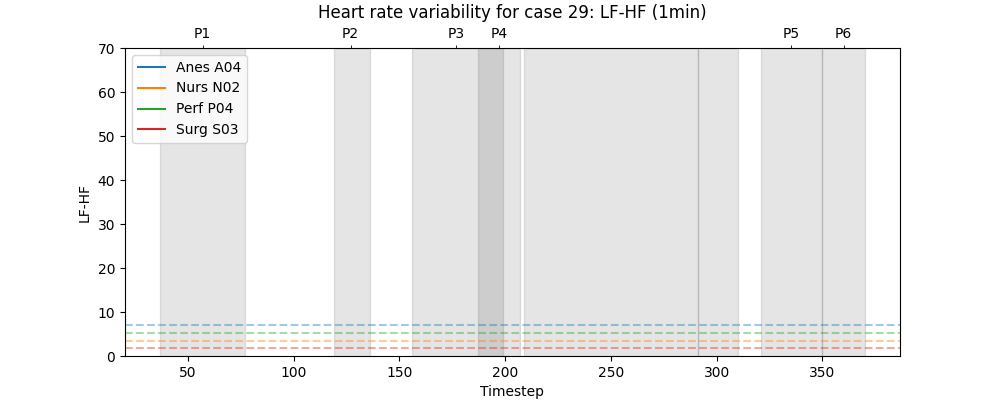 Heart rate variability for case 29: LF-HF (1min)
P1 P2 P3 P4 P5 P6
70
60
50
40
30
20
10
0
LF-HF
Anes A04
Nurs N02
Perf P04
Surg S03
50 100 150 200 250 300 350
Timestep